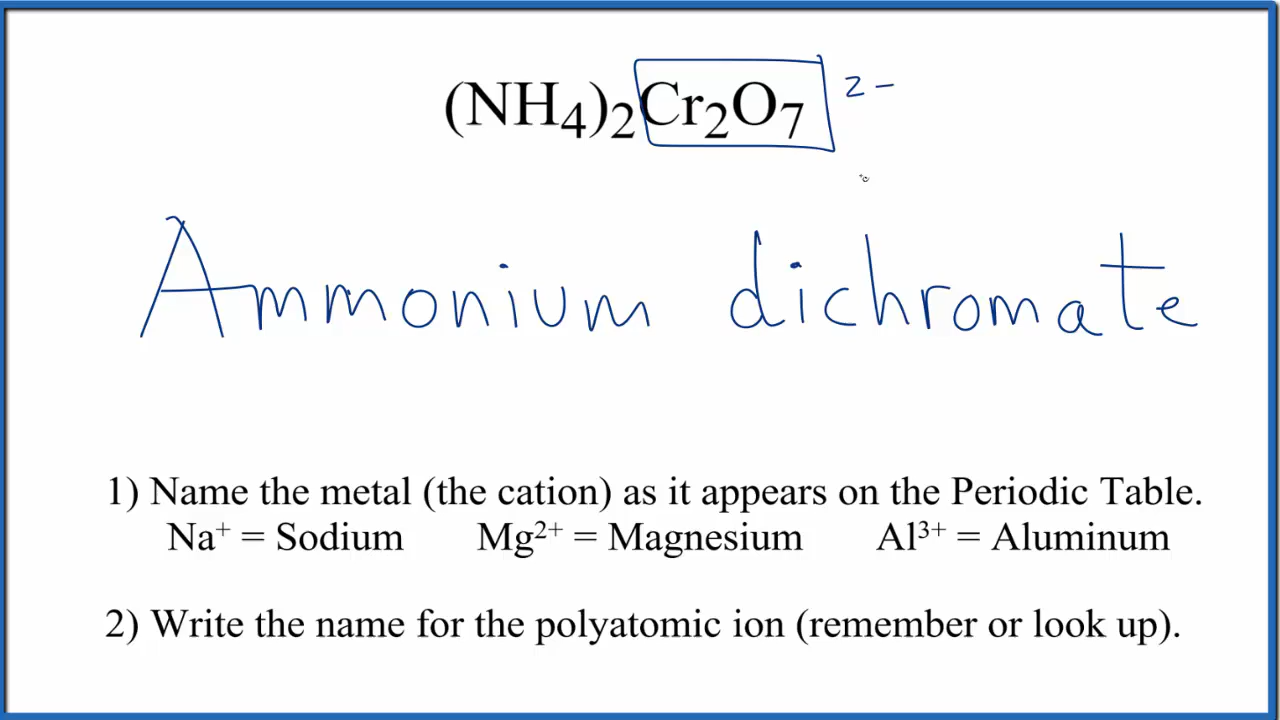 (NH₄)₂Cr₂O₇ 2-
Ammonium dichromate
1) Name the metal (the cation) as it appears on the Periodic Table.
Na⁺ = Sodium Mg²⁺ = Magnesium Al³⁺ = Aluminum
2) Write the name for the polyatomic ion (remember or look up).